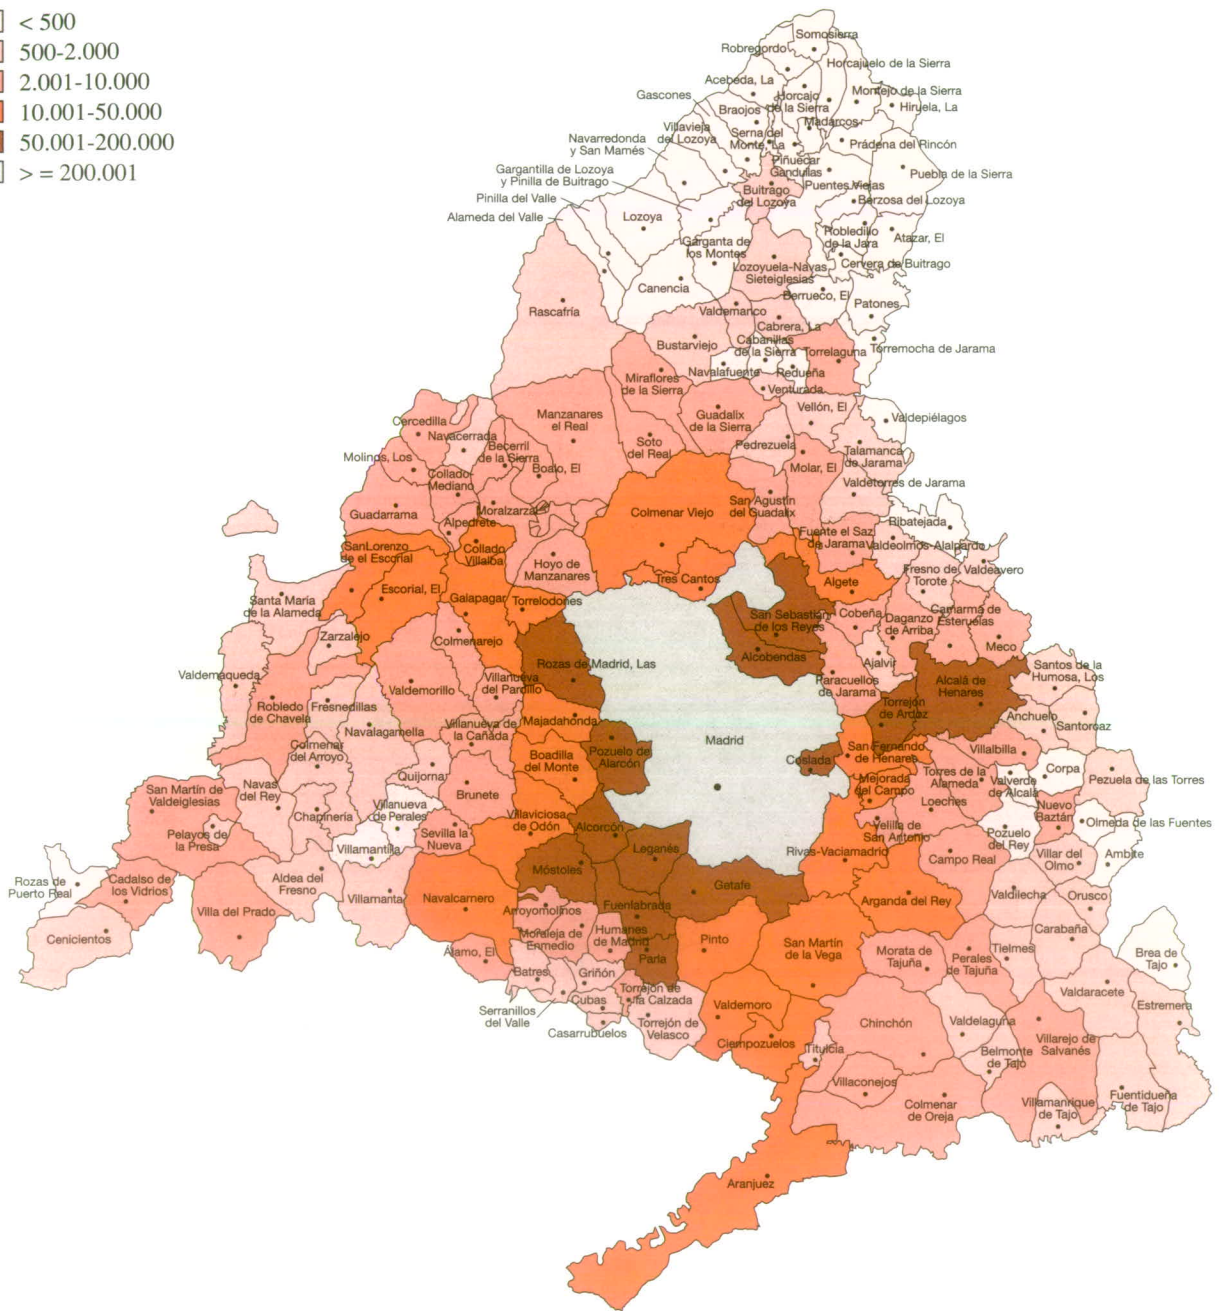 < 500
500-2.000
2.001-10.000
10.001-50.000
50.001-200.000
> = 200.001
Somosierra
Robregordo
Horcajuelo de la Sierra
Acebeda, La
Montejo de la Sierra
Gascones
Horcajo
de la Sierra
Hiruela, La
Braojos
Madarcos
Villavieja
del Lozoya
Serna del
Monte, La
Navarredonda
y San Mamés
Prádena del Rincón
Piñuecar
Gandullas
Gargantilla de Lozoya
y Pinilla de Buitrago
Puebla de la Sierra
Puentes Viejas
Buitrago
del Lozoya
Pinilla del Valle
Berzosa del Lozoya
Alameda del Valle
Lozoya
Robledillo
de la Jara
Atazar, El
Garganta de
los Montes
Cervera de Buitrago
Lozoyuela-Navas
Sieteiglesias
Canencia
Berrueco, El
Patones
Rascafría
Valdemanco
Cabrera, La
Bustarviejo
Cabanillas
de la Sierra
Torrelaguna
Torremocha de Jarama
Navalafuente
Redueña
Miraflores
de la Sierra
Venturada
Vellón, El
Valdepiélagos
Cercedilla
Manzanares
el Real
Guadalix
de la Sierra
Navacerrada
Becerril
de la Sierra
Soto
del Real
Pedrezuela
Talamanca
de Jarama
Molinos, Los
Boalo, El
Molar, El
Collado-
Mediano
Valdetorres de Jarama
Guadarrama
Moralzarzal
Colmenar Viejo
San Agustín
del Guadalix
Ribatejada
Alpedrete
Fuente el Saz
de Jarama
Valdeolmos-Alalpardo
SanLorenzo
de el Escorial
Collado
Villalba
Hoyo de
Manzanares
Fresno del
Torote
Valdeavero
Tres Cantos
Algete
Escorial, El
Galapagar
Torrelodones
Santa María
de la Alameda
San Sebastián
de los Reyes
Cobeña
Daganzo
de Arriba
Camarma de
Esteruelas
Zarzalejo
Colmenarejo
Meco
Alcobendas
Ajalvir
Rozas de Madrid, Las
Santos de la
Humosa, Los
Valdemaqueda
Villanueva
del Pardillo
Paracuellos
de Jarama
Alcalá de
Henares
Valdemorillo
Robledo
de Chavela
Fresnedillas
Torrejón
de Ardoz
Anchuelo
Majadahonda
Santorcaz
Navalagamella
Villanueva de
la Cañada
Madrid
Colmenar
del Arroyo
Boadilla
del Monte
Pozuelo de
Alarcón
Coslada
San Fernando
de Henares
Villalbilla
Corpa
Quijorna
Mejorada
del Campo
Torres de la
Alameda
Valverde
de Alcalá
Pezuela de las Torres
San Martín de
Valdeiglesias
Navas
del Rey
Brunete
Villanueva
de Perales
Loeches
Nuevo
Baztán
Chapinería
Villaviciosa
de Odón
Olmeda de las Fuentes
Pelayos de
la Presa
Sevilla la
Nueva
Alcorcón
Velilla de
San Antonio
Pozuelo
del Rey
Villamantilla
Leganés
Rivas-Vaciamadrid
Campo Real
Villar del
Olmo
Ambite
Móstoles
Rozas de
Puerto Real
Cadalso de
los Vidrios
Aldea del
Fresno
Getafe
Valdilecha
Villamanta
Navalcarnero
Arganda del Rey
Orusco
Villa del Prado
Arroyomolinos
Fuenlabrada
Carabaña
Cenicientos
Moraleja de
Enmedio
Humanes
de Madrid
Pinto
San Martín
de la Vega
Morata de
Tajuña
Perales
de Tajuña
Tielmes
Brea de
Tajo
Álamo, El
Parla
Batres
Griñón
Valdaracete
Torrejón de
la Calzada
Cubas
Valdemoro
Estremera
Serranillos
del Valle
Casarrubuelos
Torrejón de
Velasco
Chinchón
Valdelaguna
Villarejo de
Salvanés
Ciempozuelos
Titulcia
Belmonte
de Tajo
Villaconejos
Fuentidueña
de Tajo
Colmenar
de Oreja
Villamanrique
de Tajo
Aranjuez